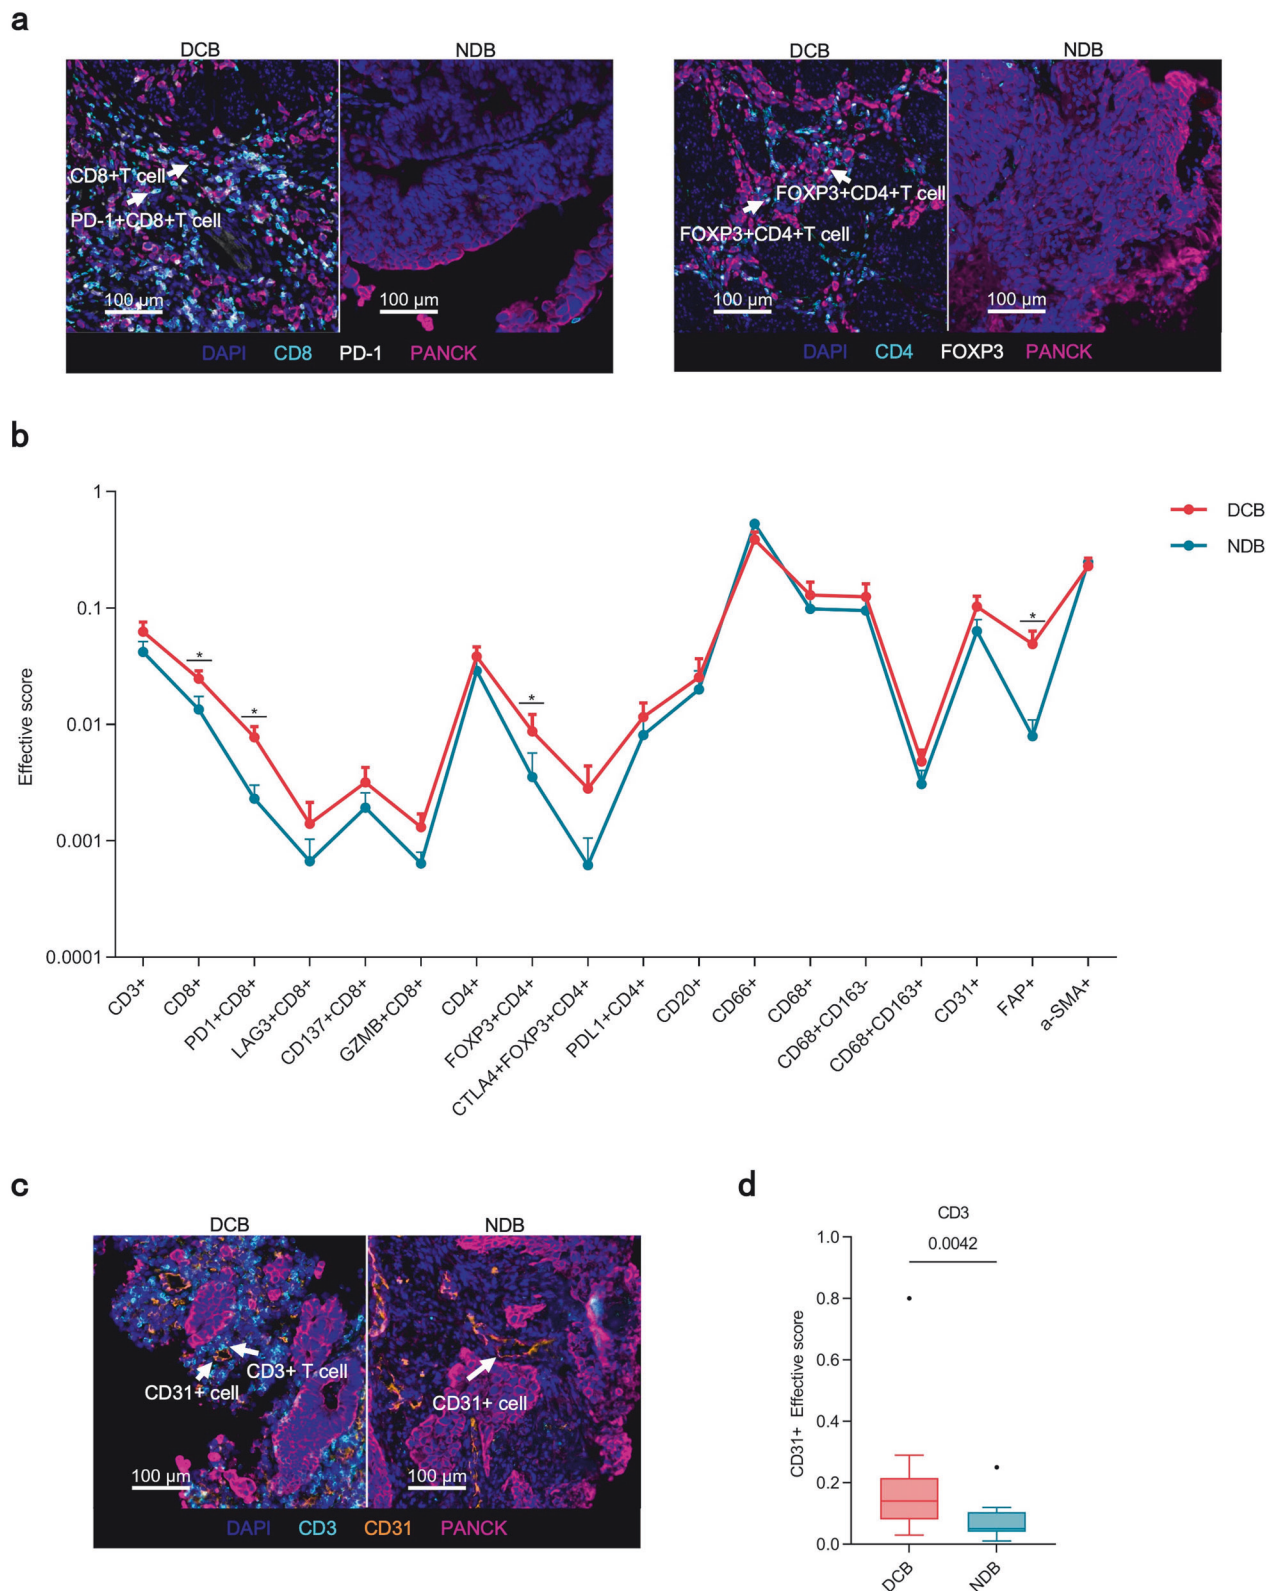 a
DCB NDB DCB NDB
CD8+T cell
PD-1+CD8+T cell
100 µm 100 µm
DAPI CD8 PD-1 PANCK
FOXP3+CD4+T cell
FOXP3+CD4+T cell
100 µm 100 µm
DAPI CD4 FOXP3 PANCK
b
Effective score
1
0.1
0.01
0.001
0.0001
* * * *
DCB
NDB
CD3+
CD8+
PD1+CD8+
LAG3+CD8+
CD137+CD8+
GZMB+CD8+
CD4+
FOXP3+CD4+
CTLA4+FOXP3+CD4+
PDL1+CD4+
CD20+
CD66+
CD68+
CD68+CD163-
CD68+CD163+
CD31+
FAP+
a-SMA+
c
DCB NDB
CD3+ T cell
CD31+ cell
CD31+ cell
100 µm 100 µm
DAPI CD3 CD31 PANCK
d
CD3
0.0042
CD31+ Effective score
1.0
0.8
0.6
0.4
0.2
0.0
DCB
NDB